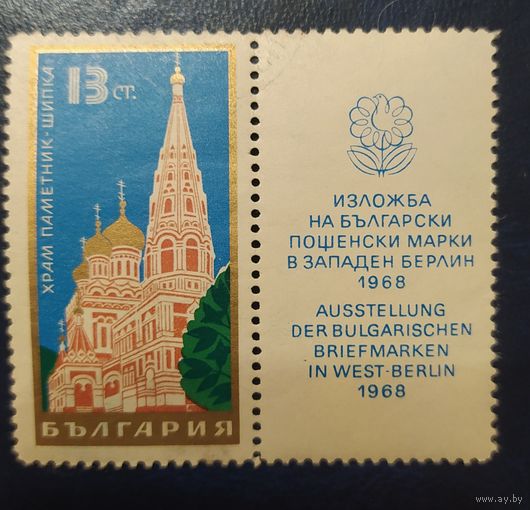 13 СТ.
ХРАМ ПАМЕТНИК · ШИПКА
БЪЛГАРИЯ
ИЗЛОЖБА
НА БЪЛГАРСКИ
ПОЩЕНСКИ МАРКИ
В ЗАПАДЕН БЕРЛИН
1968
AUSSTELLUNG
DER BULGARISCHEN
BRIEFMARKEN
IN WEST-BERLIN
1968
www.ay.by